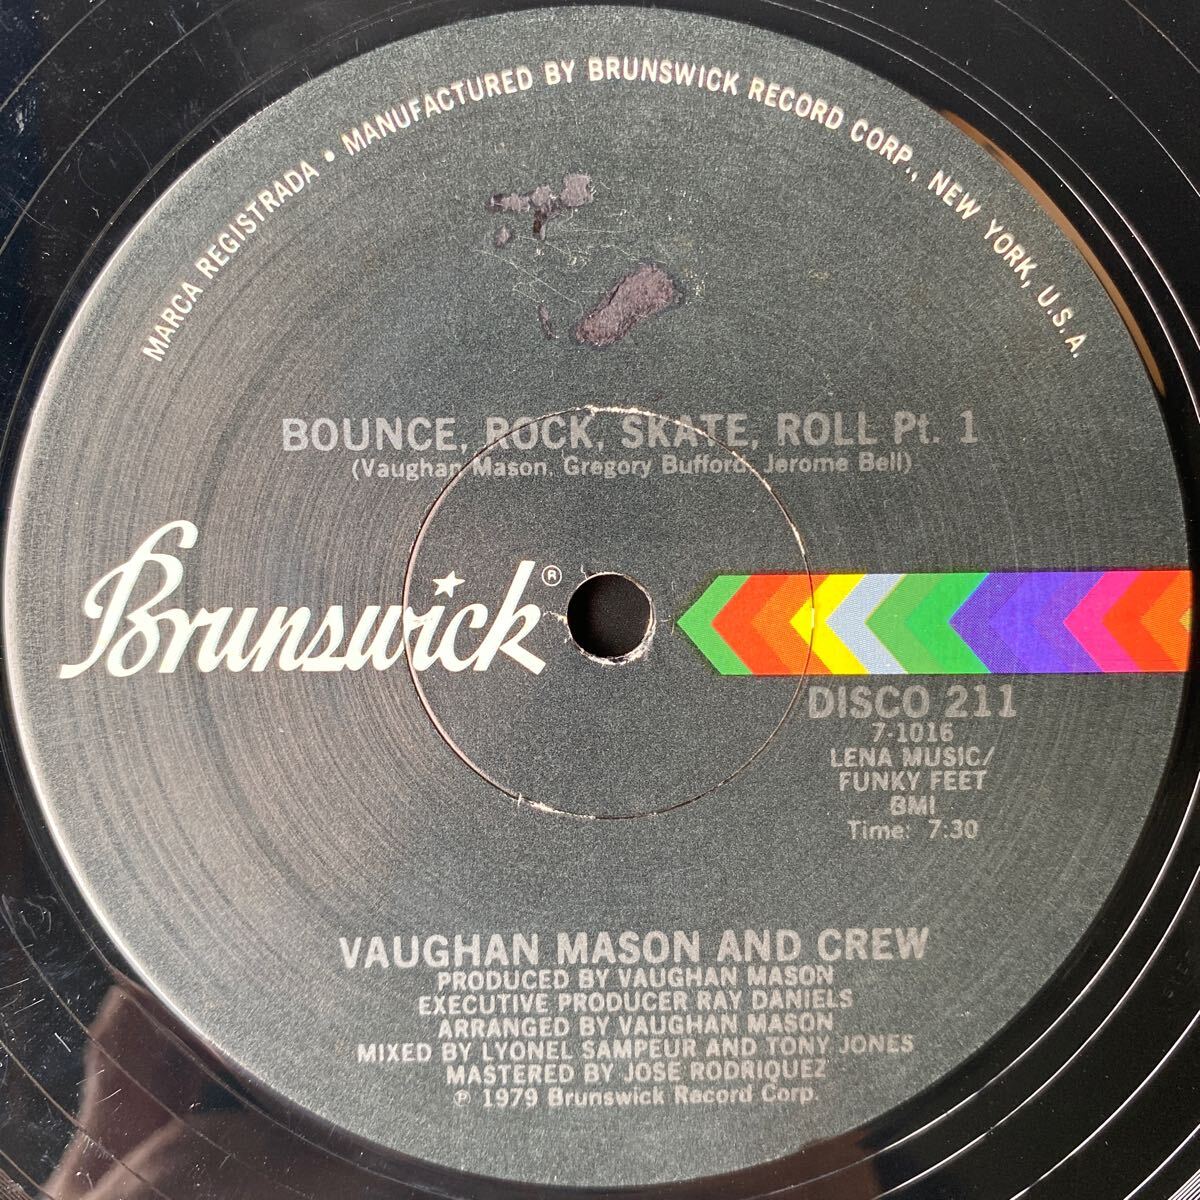 MARCA REGISTRADA • MANUFACTURED BY BRUNSWICK RECORD CORP., NEW YORK, U.S.A.
BOUNCE, ROCK, SKATE, ROLL Pt. 1
(Vaughan Mason, Gregory Bufford, Jerome Bell)
Brunswick®
DISCO 211
7-1016
LENA MUSIC/
FUNKY FEET
BMI
Time: 7:30
VAUGHAN MASON AND CREW
PRODUCED BY VAUGHAN MASON
EXECUTIVE PRODUCER RAY DANIELS
ARRANGED BY VAUGHAN MASON
MIXED BY LYONEL SAMPEUR AND TONY JONES
MASTERED BY JOSE RODRIQUEZ
℗ 1979 Brunswick Record Corp.